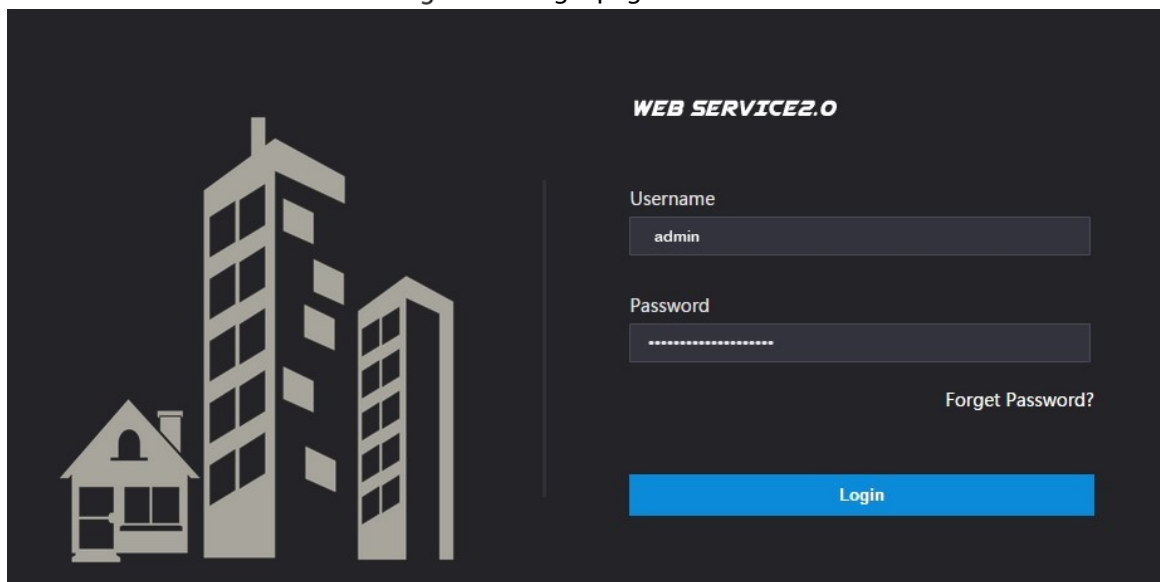 WEB SERVICE2.0
Username
admin
Password
••••••••••••••••••••
Forget Password?
Login